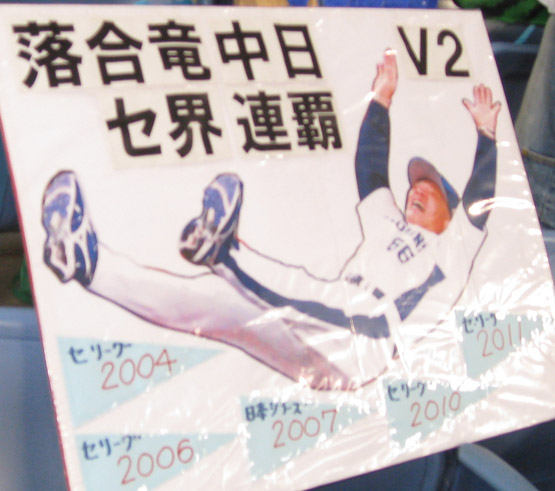 落合竜中日 V2
セ界連覇
66
セリーグ
2004
セリーグ
2006
日本シリーズ
2007
セリーグ
2010
セリーグ
2011